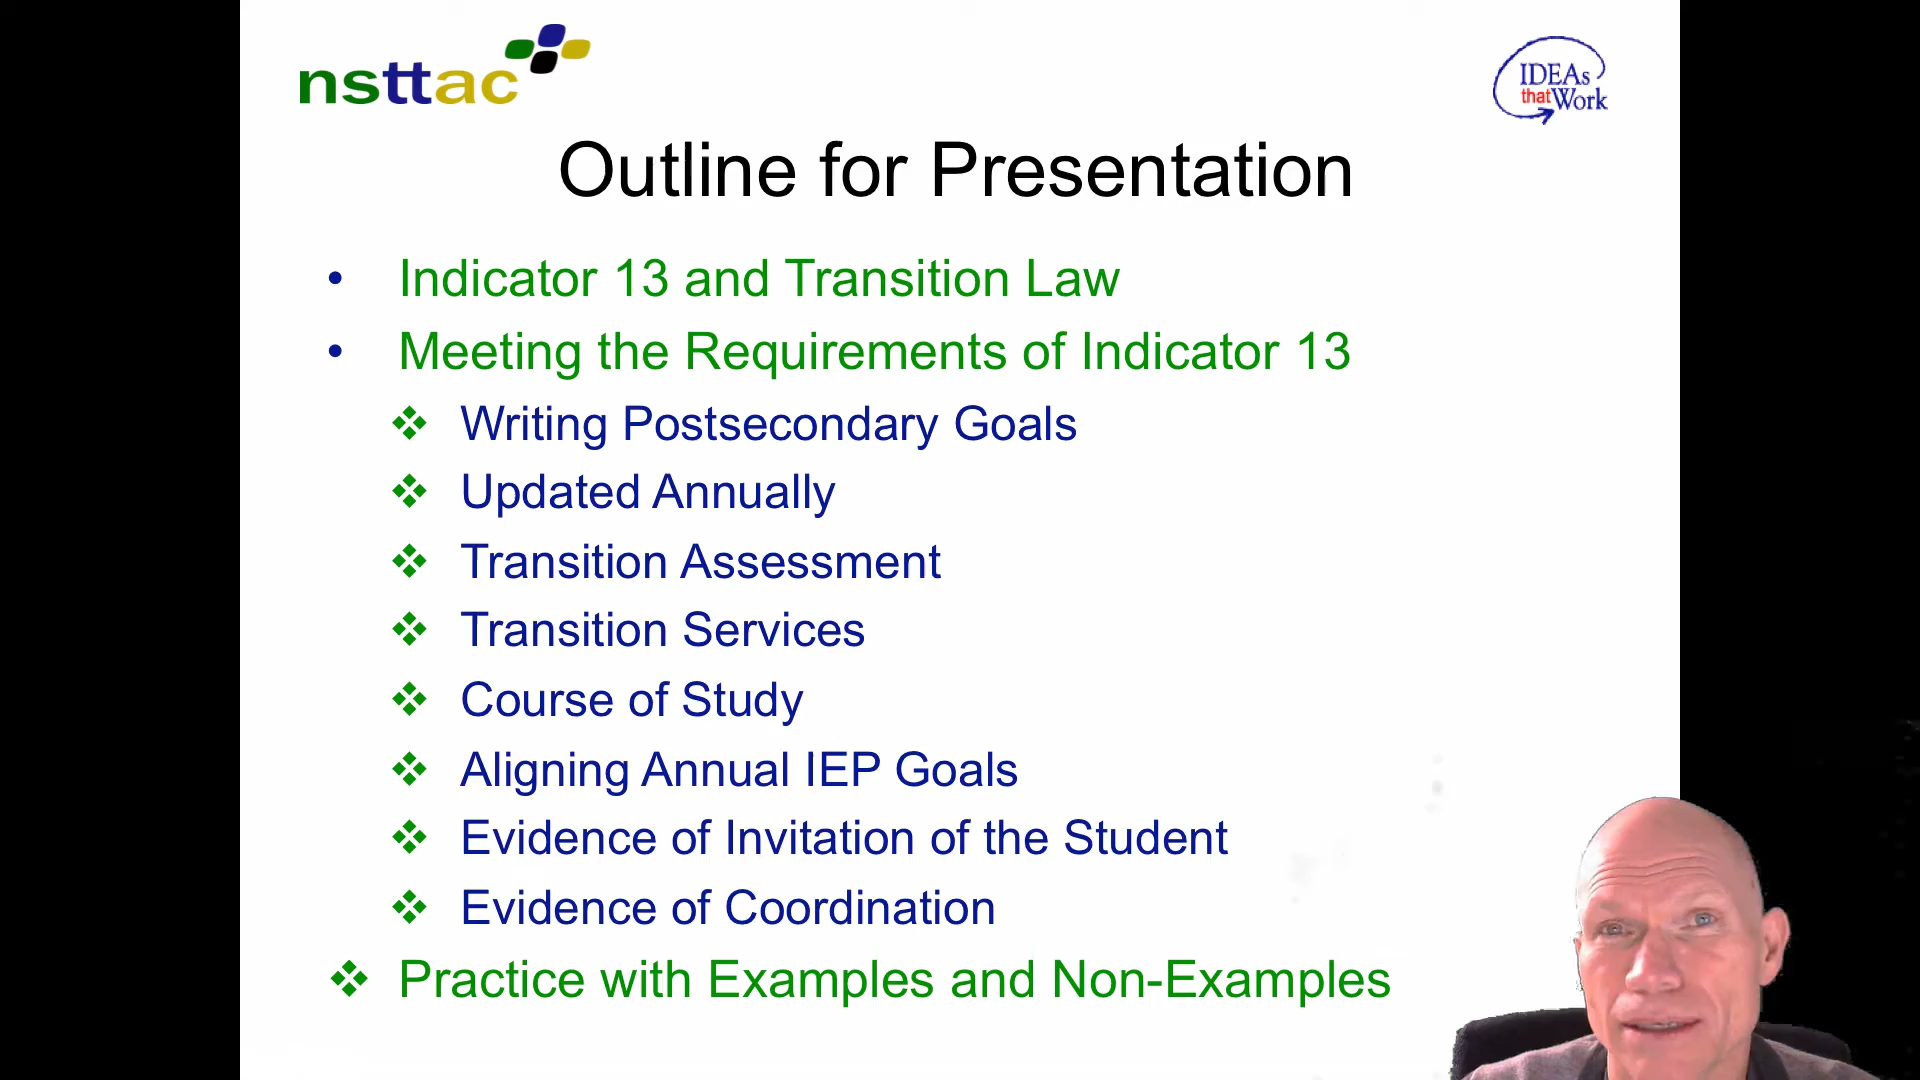 nsttac
IDEAs
that Work
Outline for Presentation
• Indicator 13 and Transition Law
• Meeting the Requirements of Indicator 13
❖ Writing Postsecondary Goals
❖ Updated Annually
❖ Transition Assessment
❖ Transition Services
❖ Course of Study
❖ Aligning Annual IEP Goals
❖ Evidence of Invitation of the Student
❖ Evidence of Coordination
❖ Practice with Examples and Non-Examples